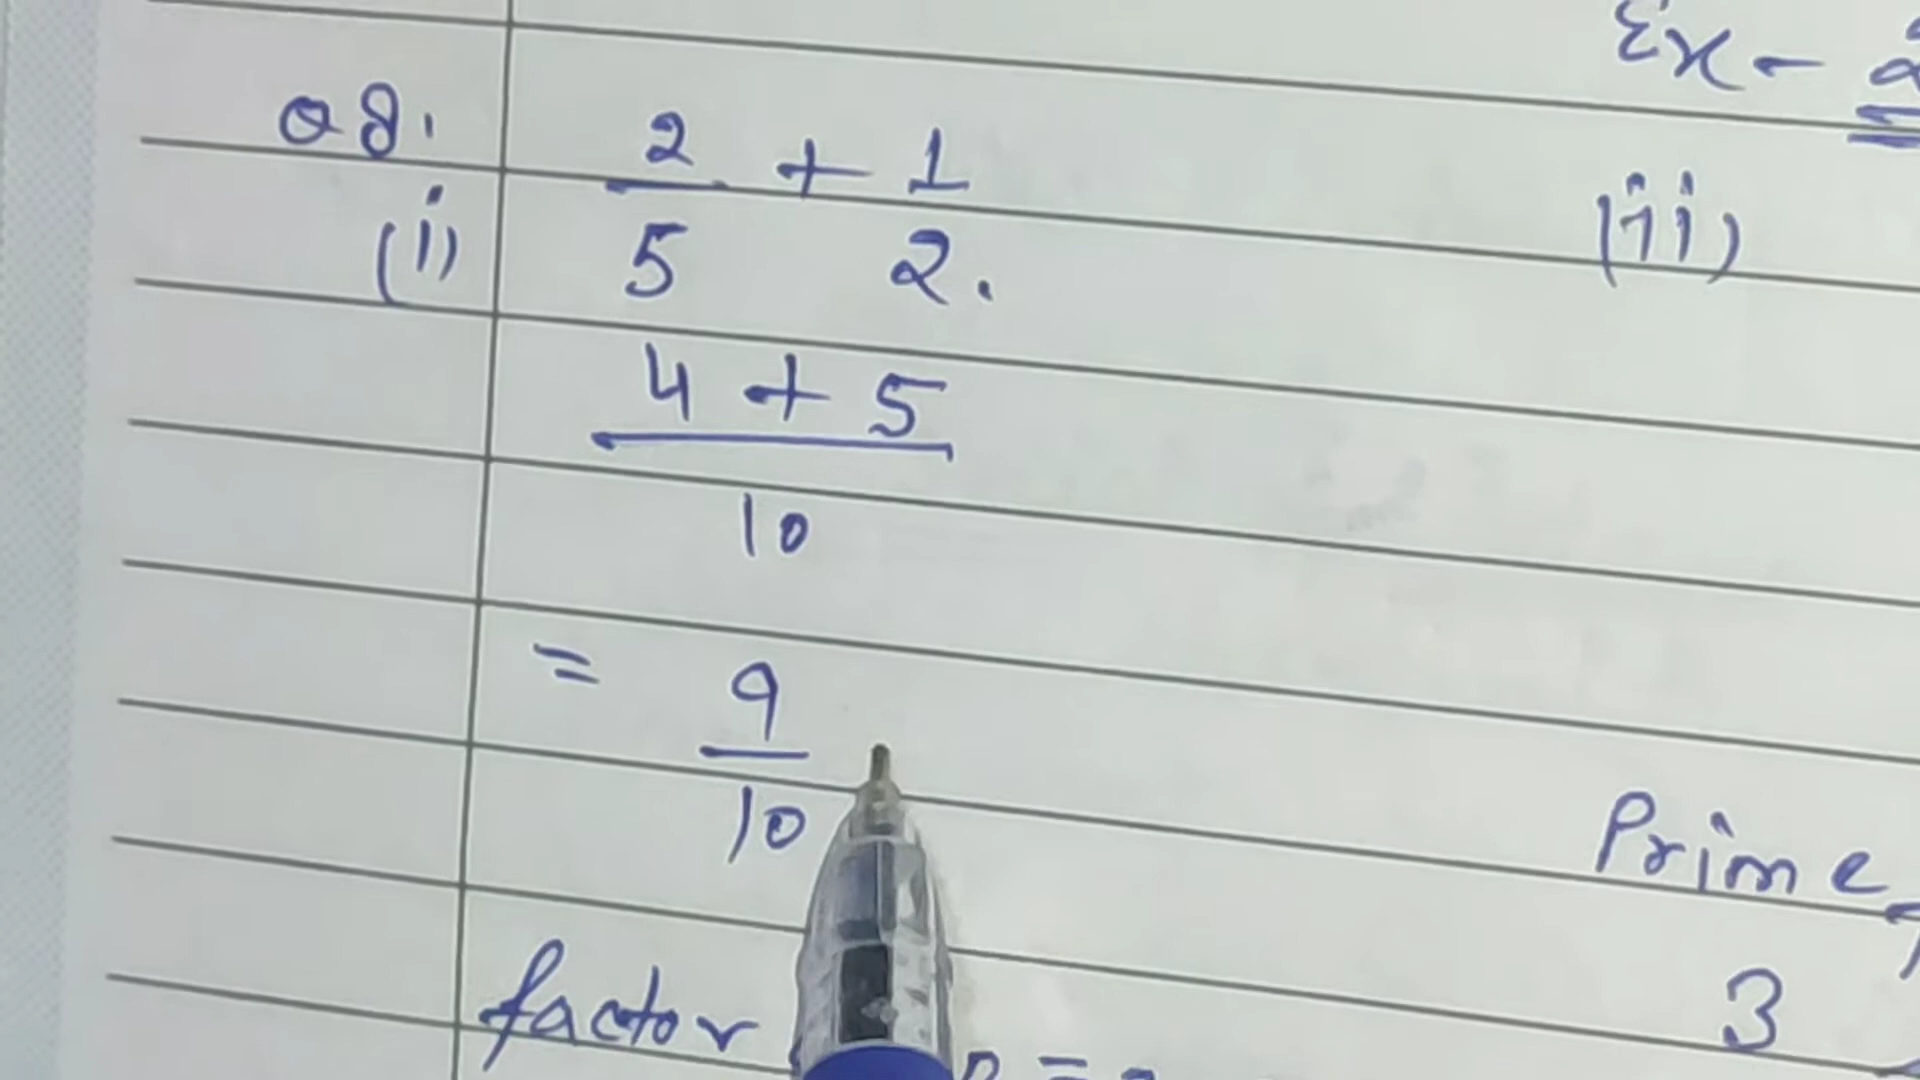 Ex -
Q8.
(i) 2/5 + 1/2.
(ii)
4 + 5
10
= 9/10
Prime
factor
3